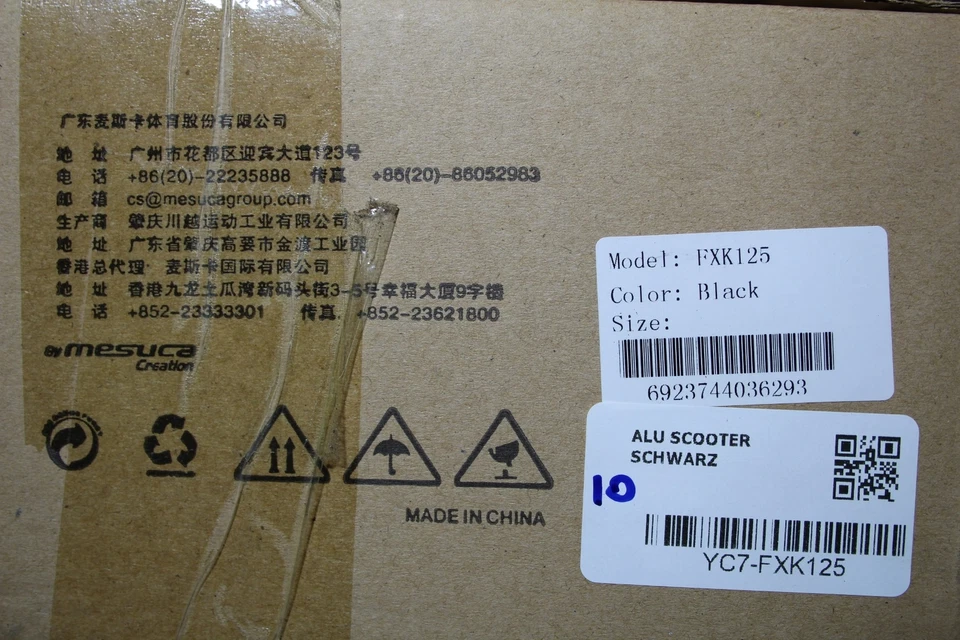 广东麦斯卡体育股份有限公司
地 址 广州市花都区迎宾大道123号
电 话 +86(20)-22235888 传真 +86(20)-86052983
邮 箱 cs@mesucagroup.com
生产商 肇庆川越运动工业有限公司
地 址 广东省肇庆高要市金渡工业园
香港总代理 麦斯卡国际有限公司
地 址 香港九龙土瓜湾新码头街3-5号幸福大厦9字楼
电 话 +852-23333301 传真 +852-23621800
By mesuca
Creation
MADE IN CHINA
Model: FXK125
Color: Black
Size:
6923744036293
ALU SCOOTER
SCHWARZ
10
YC7-FXK125